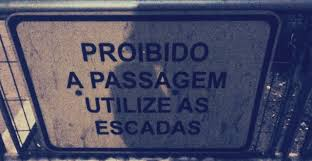 PROIBIDO
A PASSAGEM
UTILIZE AS
ESCADAS